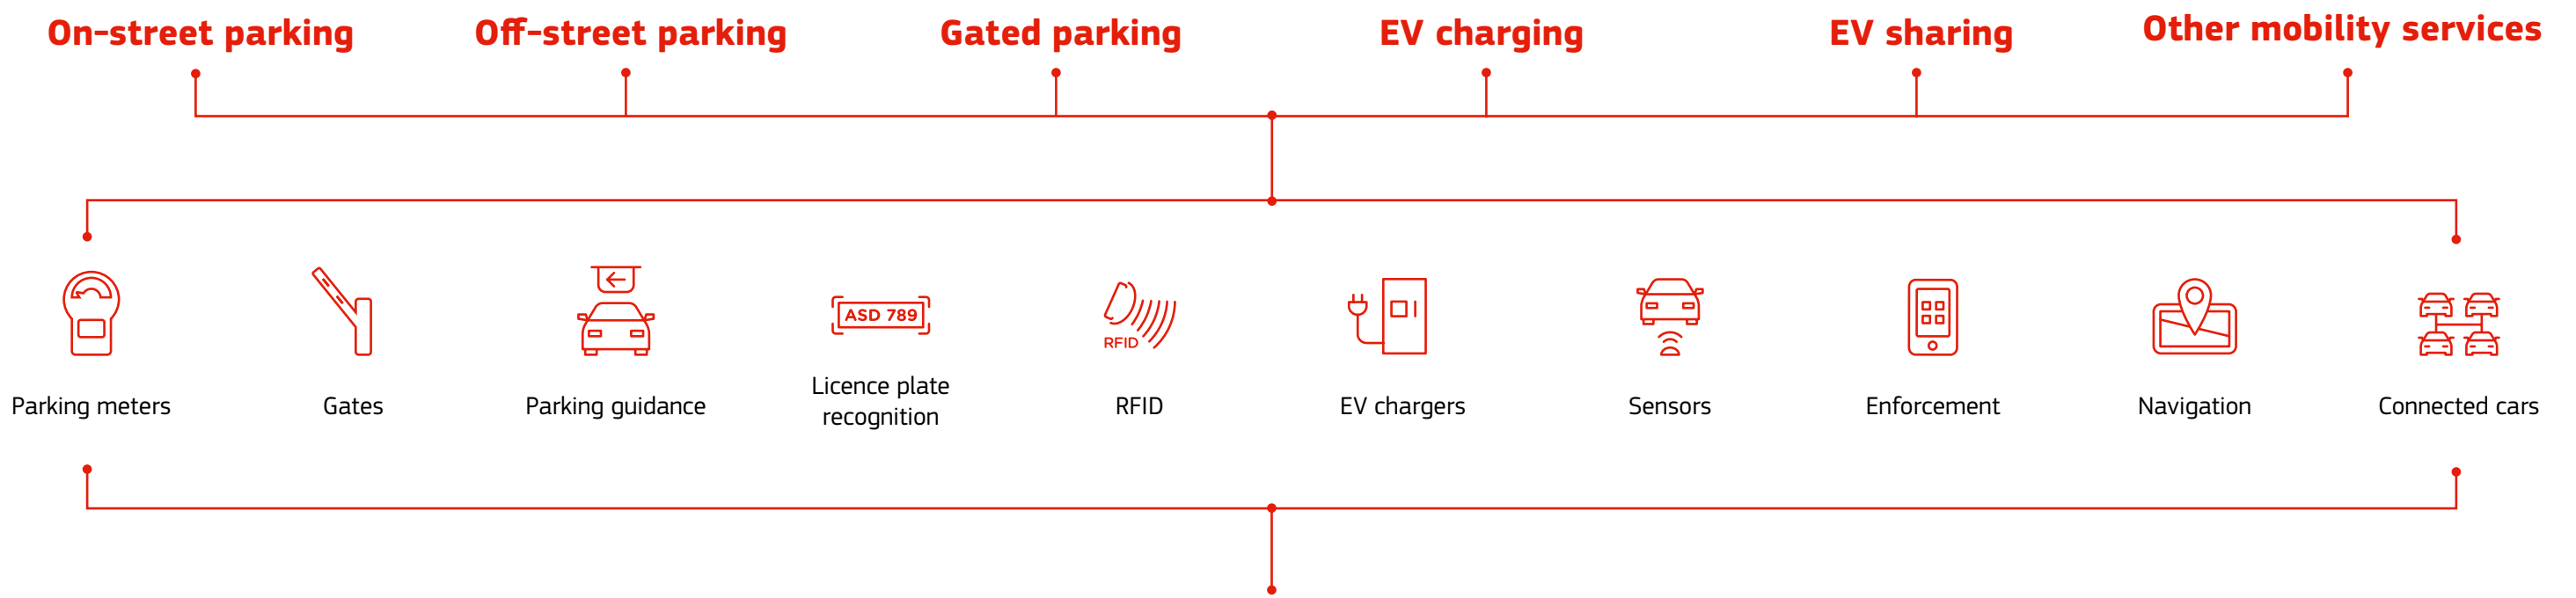 On-street parking
Off-street parking
Gated parking
EV charging
EV sharing
Other mobility services
ASD 789
RFID
Parking meters
Gates
Parking guidance
Licence plate
recognition
RFID
EV chargers
Sensors
Enforcement
Navigation
Connected cars